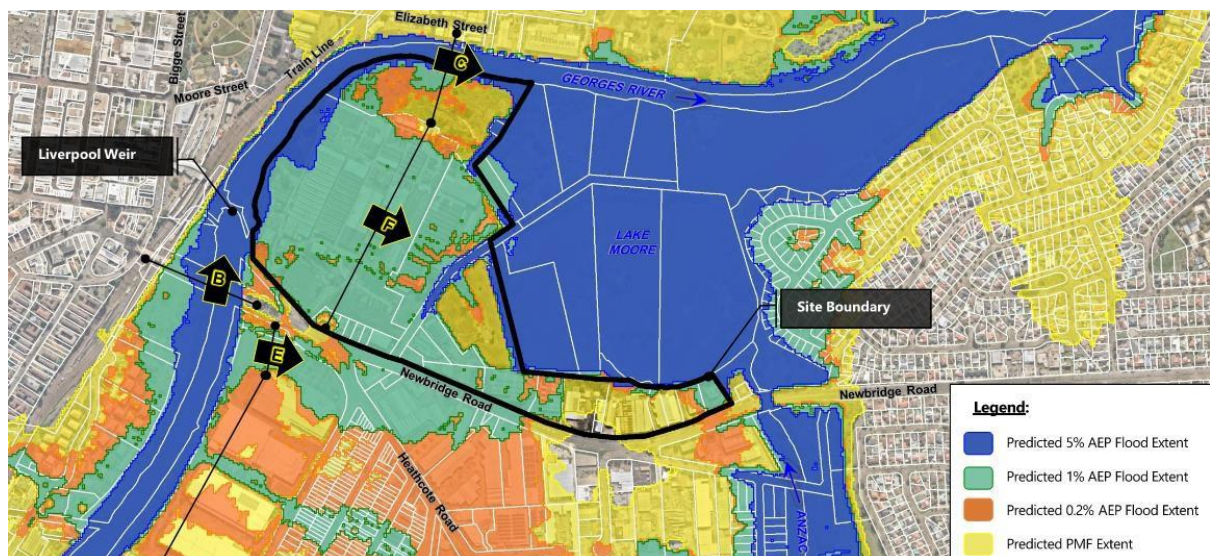 Elizabeth Street
Bigge Street
Train Line
Moore Street
C
GEORGES RIVER
Liverpool Weir
F
LAKE
MOORE
B
Site Boundary
E
Newbridge Road
Newbridge Road
Heathcote Road
ANZAC
Legend:
Predicted 5% AEP Flood Extent
Predicted 1% AEP Flood Extent
Predicted 0.2% AEP Flood Extent
Predicted PMF Extent